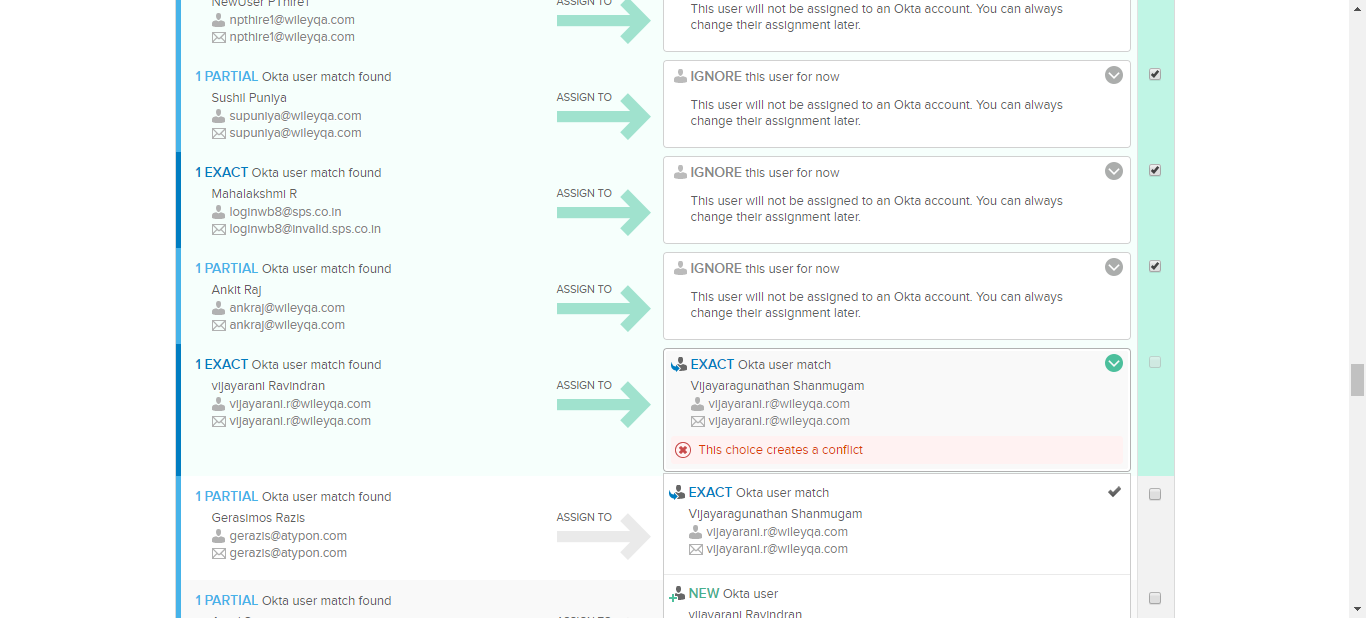 NewUser PThire1
npthire1@wileyqa.com
npthire1@wileyqa.com
ASSIGN TO
This user will not be assigned to an Okta account. You can always
change their assignment later.
1 PARTIAL Okta user match found
Sushil Puniya
supuniya@wileyqa.com
supuniya@wileyqa.com
ASSIGN TO
IGNORE this user for now
This user will not be assigned to an Okta account. You can always
change their assignment later.
1 EXACT Okta user match found
Mahalakshmi R
loginwb8@sps.co.in
loginwb8@invalid.sps.co.in
ASSIGN TO
IGNORE this user for now
This user will not be assigned to an Okta account. You can always
change their assignment later.
1 PARTIAL Okta user match found
Ankit Raj
ankraj@wileyqa.com
ankraj@wileyqa.com
ASSIGN TO
IGNORE this user for now
This user will not be assigned to an Okta account. You can always
change their assignment later.
1 EXACT Okta user match found
vijayarani Ravindran
vijayarani.r@wileyqa.com
vijayarani.r@wileyqa.com
ASSIGN TO
EXACT Okta user match
Vijayaragunathan Shanmugam
vijayarani.r@wileyqa.com
vijayarani.r@wileyqa.com
This choice creates a conflict
1 PARTIAL Okta user match found
Gerasimos Razis
gerazis@atypon.com
gerazis@atypon.com
ASSIGN TO
EXACT Okta user match
Vijayaragunathan Shanmugam
vijayarani.r@wileyqa.com
vijayarani.r@wileyqa.com
1 PARTIAL Okta user match found
ASSIGN TO
NEW Okta user
vijayarani Ravindran